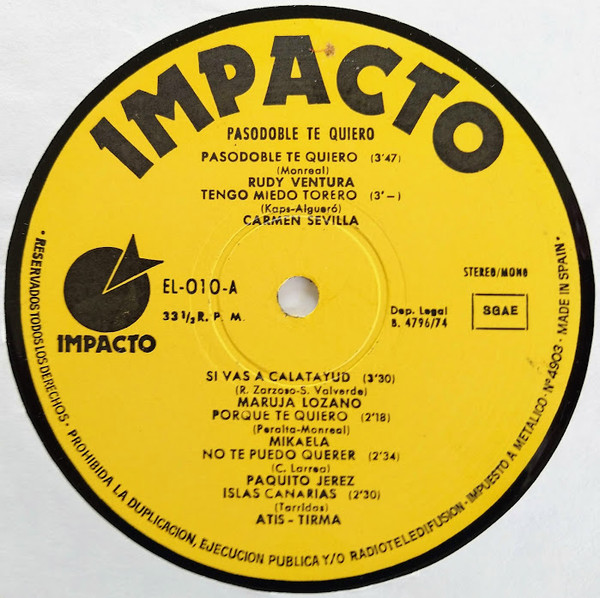 IMPACTO
PASODOBLE TE QUIERO
PASODOBLE TE QUIERO (3'47)
(Monreal)
RUDY VENTURA
TENGO MIEDO TORERO (3'-)
(Kaps-Algueró)
CARMEN SEVILLA
IMPACTO
EL-010-A
33 1/3 R. P. M.
STEREO/MONO
Dep. Legal
B. 4796/74
SGAE
SI VAS A CALATAYUD (3'30)
(R. Zarzoso-S. Valverde)
MARUJA LOZANO
PORQUE TE QUIERO (2'18)
(Peralta-Monreal)
MIKAELA
NO TE PUEDO QUERER (2'34)
(C. Larrea)
PAQUITO JEREZ
ISLAS CANARIAS (2'30)
(Tarridas)
ATIS - TIRMA
• RESERVADOS TODOS LOS DERECHOS • PROHIBIDA LA DUPLICACION, EJECUCION PUBLICA Y/O RADIOTELEDIFUSION - IMPUESTO A METALICO - Nº 4903 - MADE IN SPAIN •